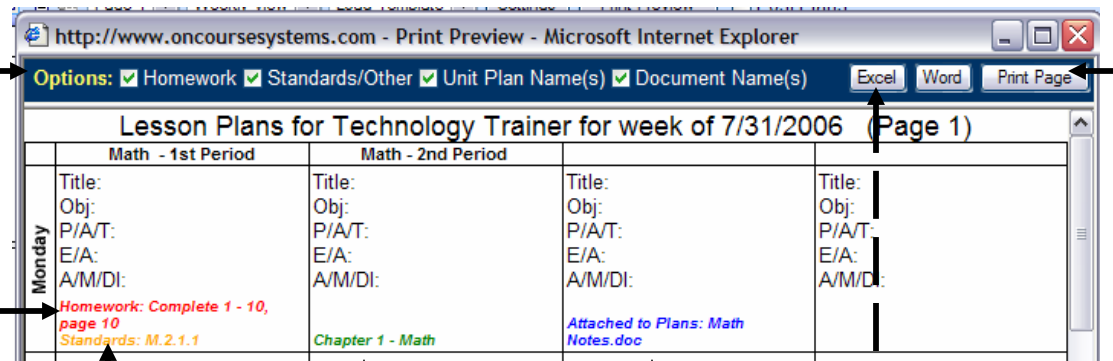 http://www.oncoursesystems.com - Print Preview - Microsoft Internet Explorer
Options: Homework Standards/Other Unit Plan Name(s) Document Name(s) Excel Word Print Page
Lesson Plans for Technology Trainer for week of 7/31/2006 (Page 1)
Math - 1st Period Math - 2nd Period
Monday
Title: Title: Title: Title:
Obj: Obj: Obj: Obj:
P/A/T: P/A/T: P/A/T: P/A/T:
E/A: E/A: E/A: E/A:
A/M/DI: A/M/DI: A/M/DI: A/M/DI:
Homework: Complete 1 - 10,
page 10
Standards: M.2.1.1
Chapter 1 - Math
Attached to Plans: Math
Notes.doc